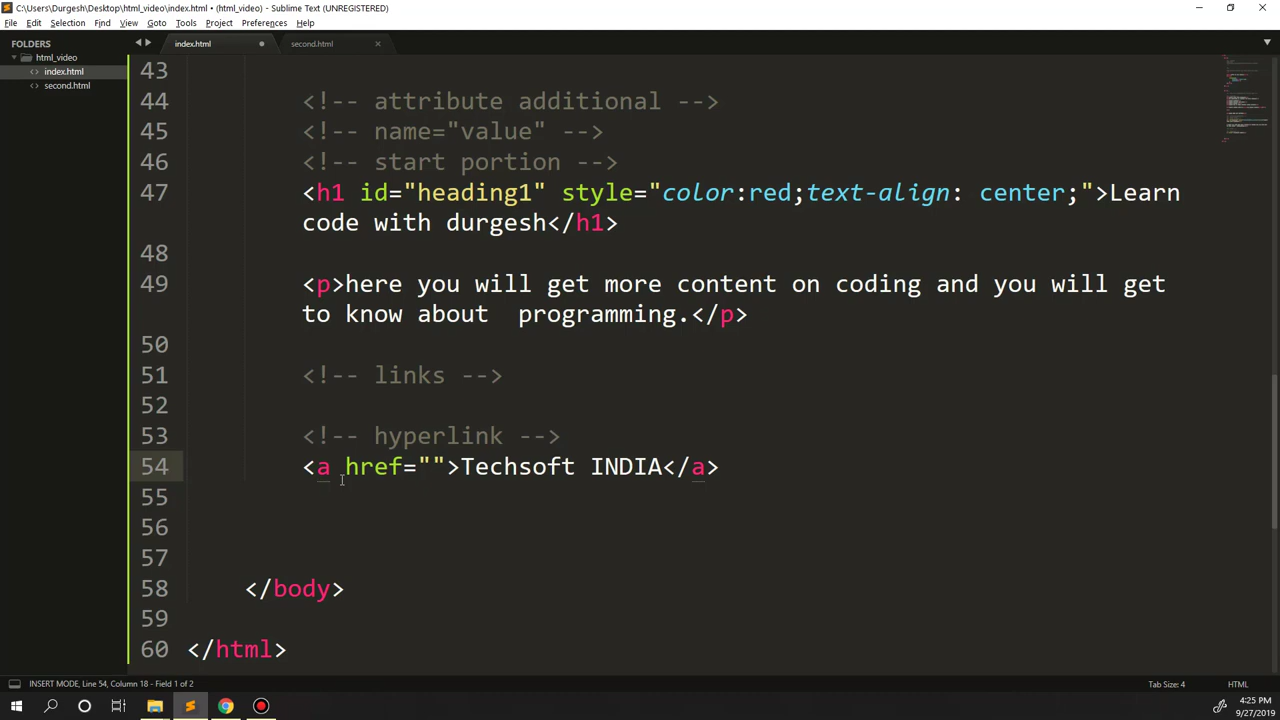 C:\Users\Durgesh\Desktop\html_video\index.html • (html_video) - Sublime Text (UNREGISTERED)
File Edit Selection Find View Goto Tools Project Preferences Help
FOLDERS
html_video
index.html
second.html
index.html
second.html
43
44 <!-- attribute additional -->
45 <!-- name="value" -->
46 <!-- start portion -->
47 <h1 id="heading1" style="color:red;text-align: center;">Learn
code with durgesh</h1>
48
49 <p>here you will get more content on coding and you will get
to know about  programming.</p>
50
51 <!-- links -->
52
53 <!-- hyperlink -->
54 <a href="">Techsoft INDIA</a>
55
56
57
58 </body>
59
60 </html>
INSERT MODE, Line 54, Column 18 - Field 1 of 2
Tab Size: 4
HTML
4:25 PM
9/27/2019